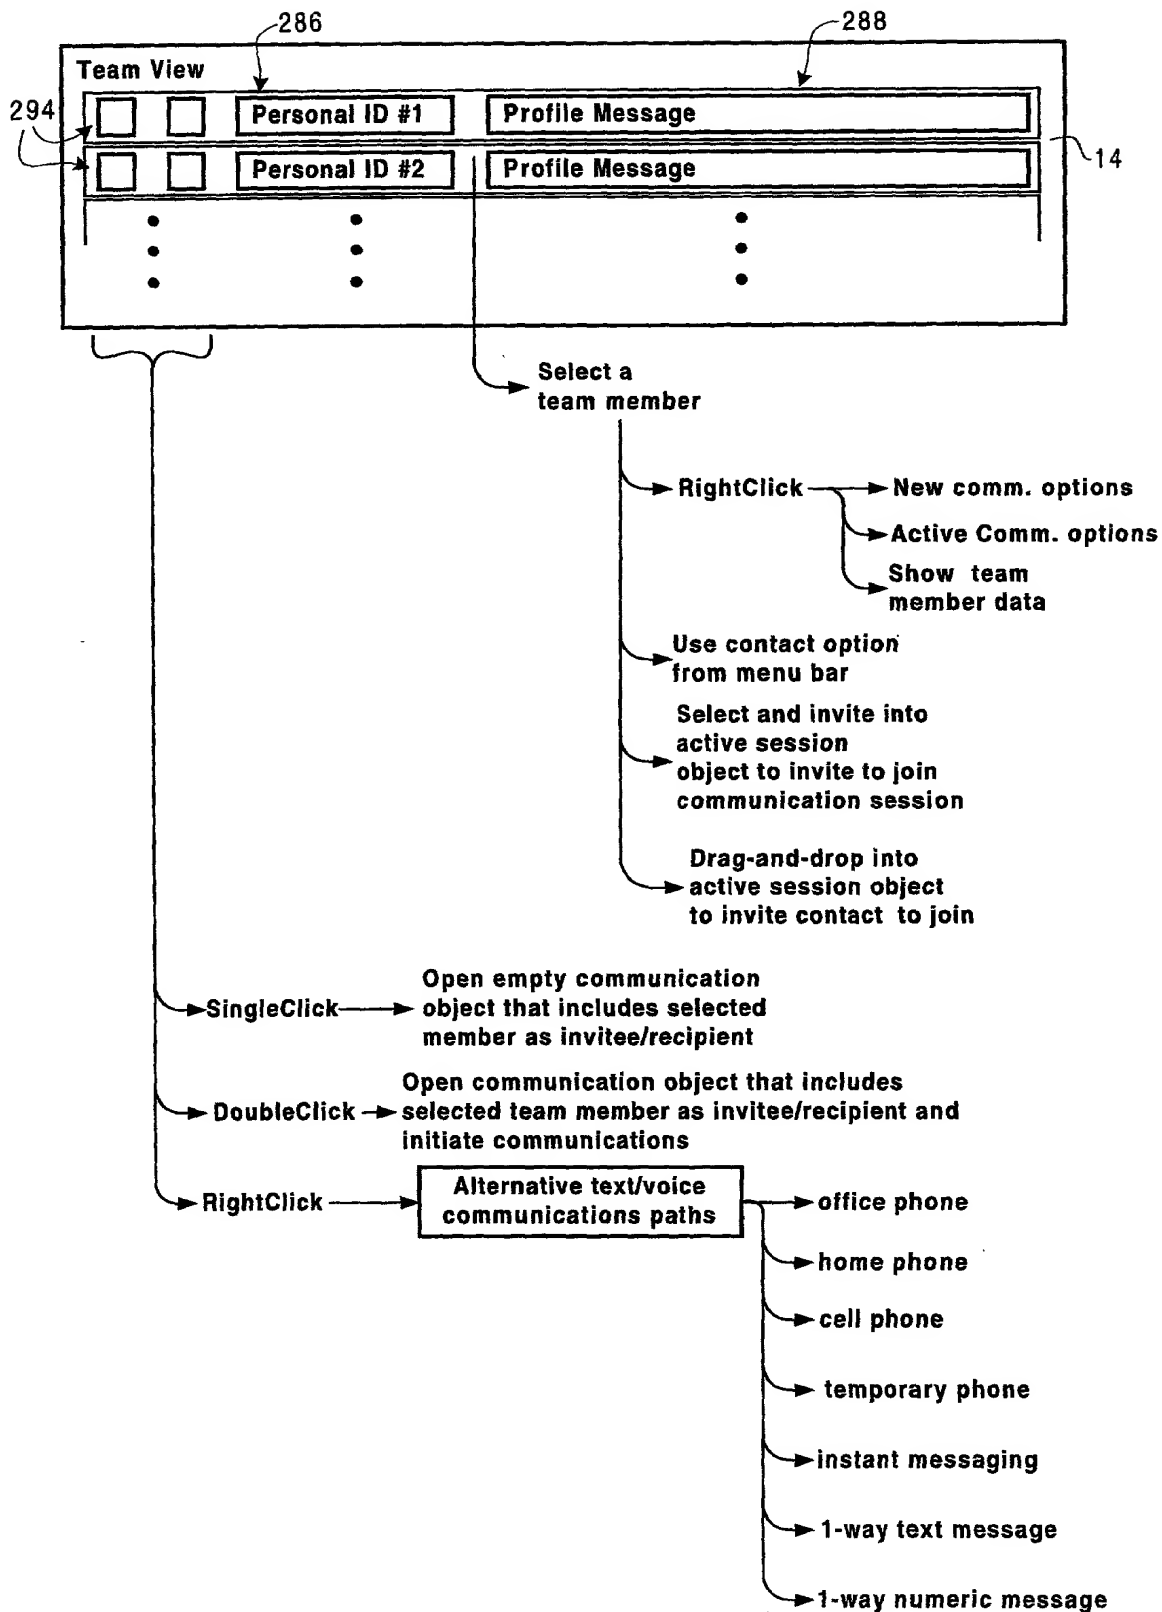 286
288
Team View
294
Personal ID #1
Profile Message
14
Personal ID #2
Profile Message
Select a
team member
RightClick
New comm. options
Active Comm. options
Show team
member data
Use contact option
from menu bar
Select and invite into
active session
object to invite to join
communication session
Drag-and-drop into
active session object
to invite contact to join
SingleClick
Open empty communication
object that includes selected
member as invitee/recipient
DoubleClick
Open communication object that includes
selected team member as invitee/recipient and
initiate communications
RightClick
Alternative text/voice
communications paths
office phone
home phone
cell phone
temporary phone
instant messaging
1-way text message
1-way numeric message